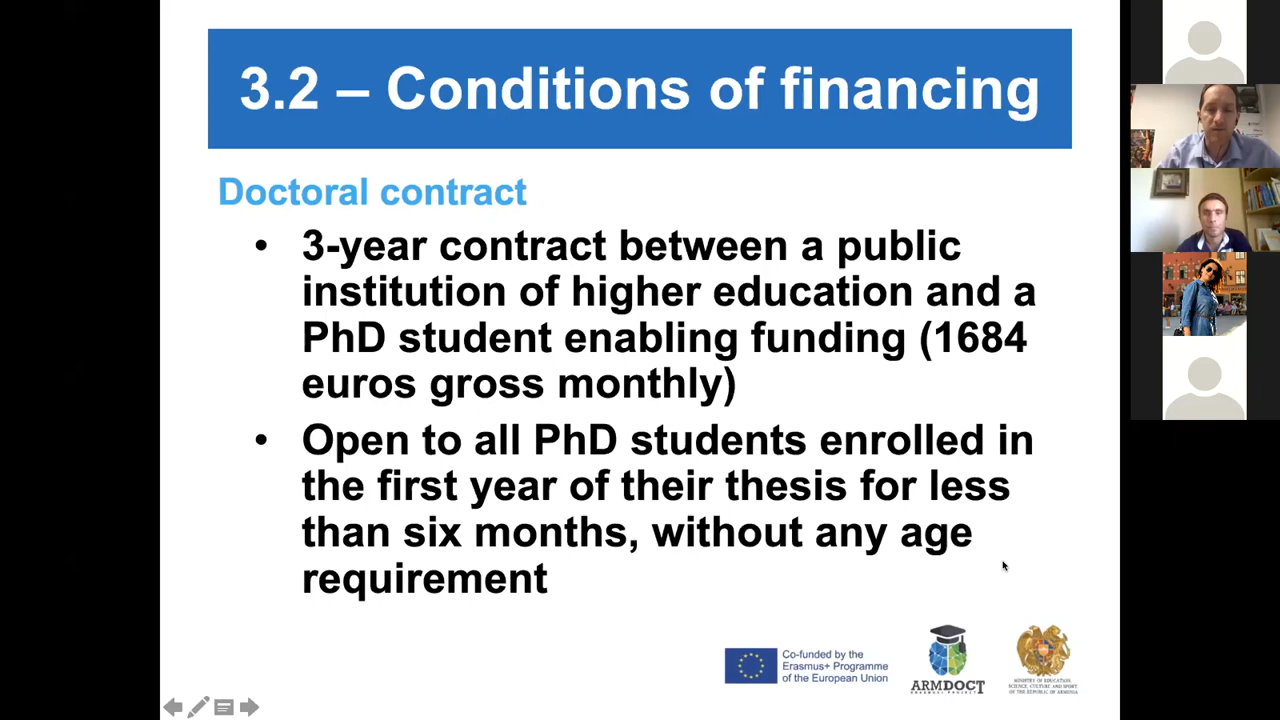 3.2 – Conditions of financing
Doctoral contract
• 3-year contract between a public
institution of higher education and a
PhD student enabling funding (1684
euros gross monthly)
• Open to all PhD students enrolled in
the first year of their thesis for less
than six months, without any age
requirement
Co-funded by the
Erasmus+ Programme
of the European Union
ARMDOCT
ERASMUS+ PROJECT
MINISTRY OF EDUCATION,
SCIENCE, CULTURE AND SPORT
OF THE REPUBLIC OF ARMENIA